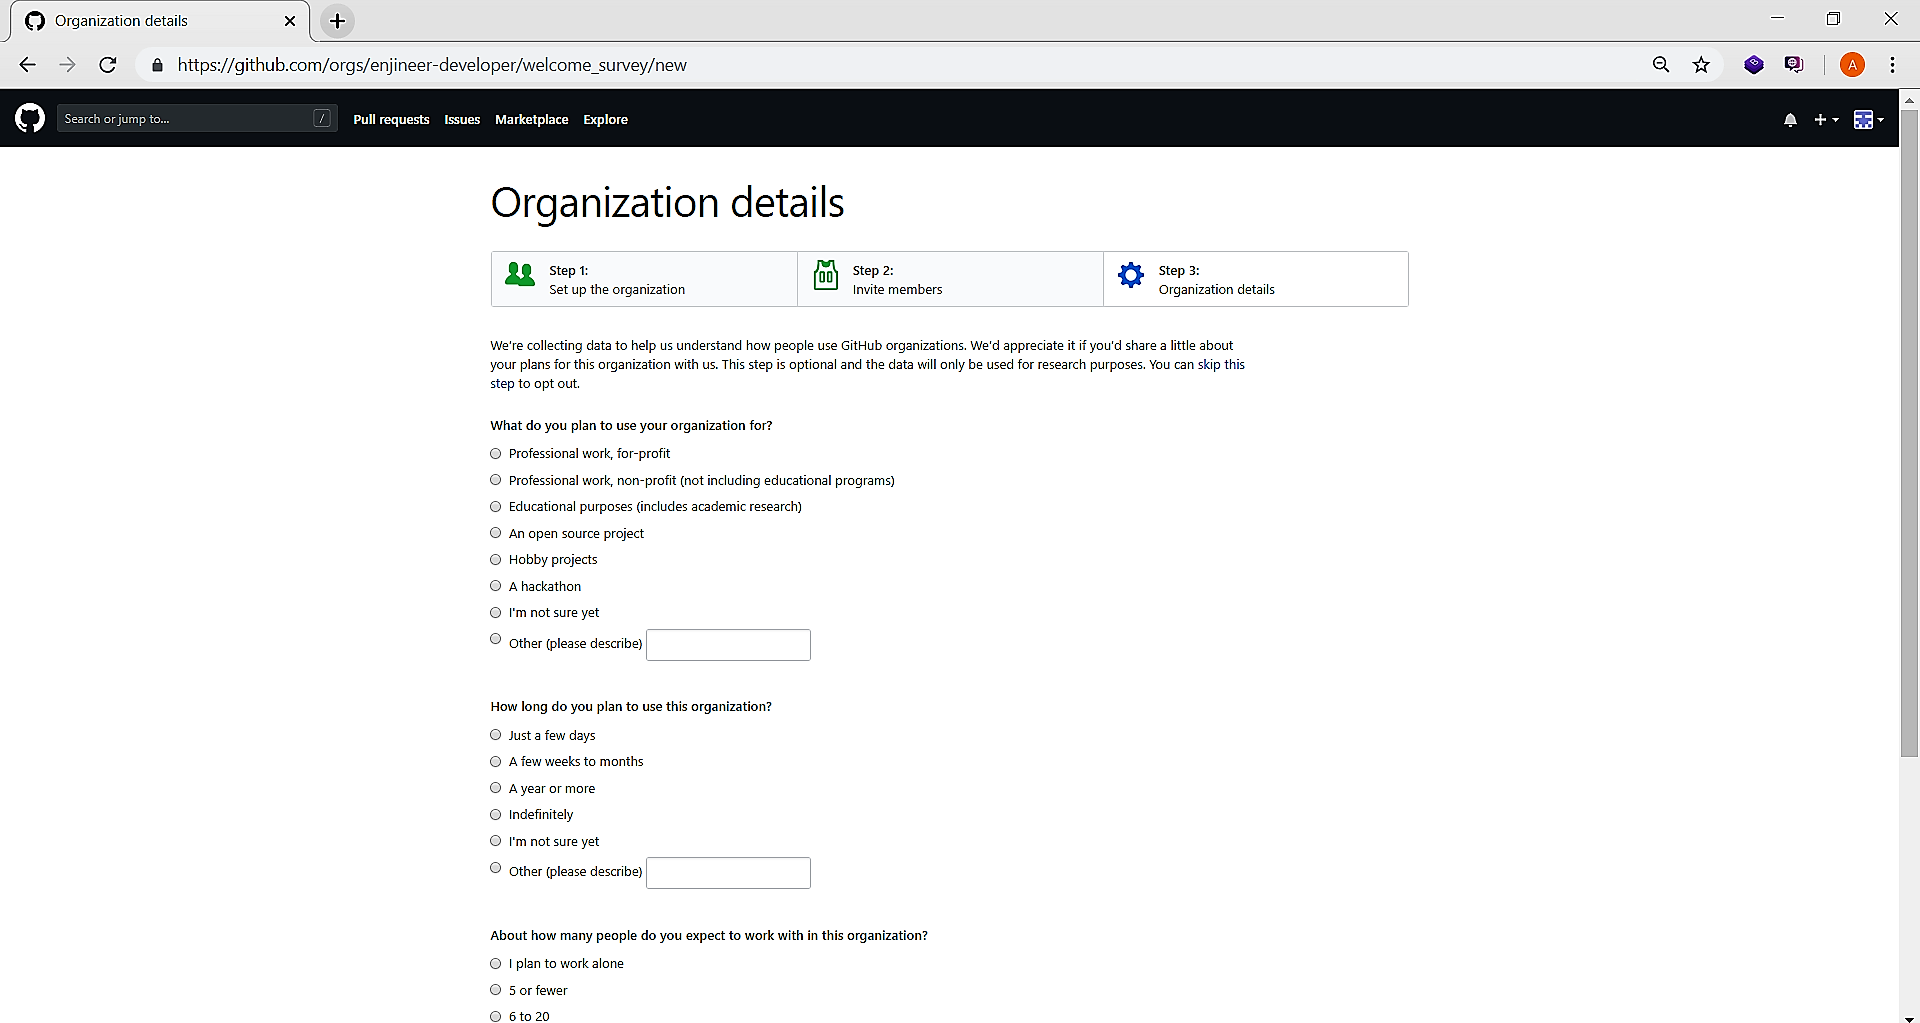 Organization details
https://github.com/orgs/enjineer-developer/welcome_survey/new
A
Search or jump to... /
Pull requests Issues Marketplace Explore
Organization details
Step 1:
Set up the organization
Step 2:
Invite members
Step 3:
Organization details
We're collecting data to help us understand how people use GitHub organizations. We'd appreciate it if you'd share a little about
your plans for this organization with us. This step is optional and the data will only be used for research purposes. You can skip this
step to opt out.
What do you plan to use your organization for?
Professional work, for-profit
Professional work, non-profit (not including educational programs)
Educational purposes (includes academic research)
An open source project
Hobby projects
A hackathon
I'm not sure yet
Other (please describe)
How long do you plan to use this organization?
Just a few days
A few weeks to months
A year or more
Indefinitely
I'm not sure yet
Other (please describe)
About how many people do you expect to work with in this organization?
I plan to work alone
5 or fewer
6 to 20